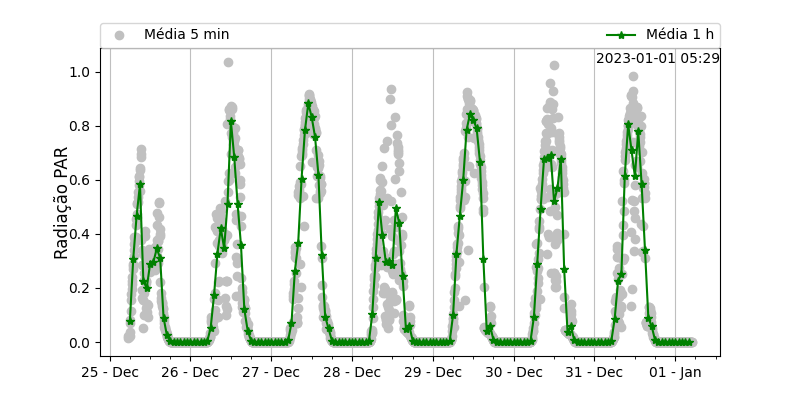 Média 5 min
Média 1 h
2023-01-01 05:29
Radiação PAR
1.0
0.8
0.6
0.4
0.2
0.0
25 - Dec
26 - Dec
27 - Dec
28 - Dec
29 - Dec
30 - Dec
31 - Dec
01 - Jan